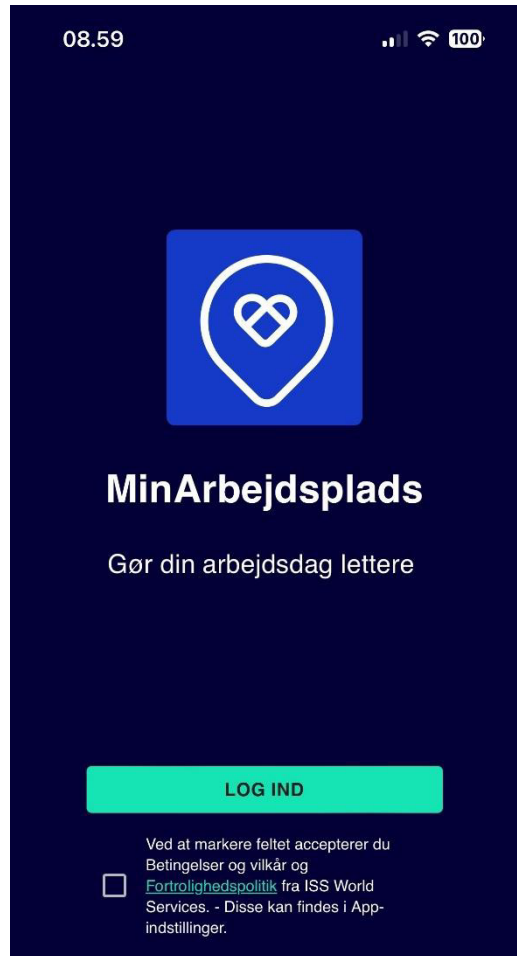 08.59
100
MinArbejdsplads
Gør din arbejdsdag lettere
LOG IND
Ved at markere feltet accepterer du
Betingelser og vilkår og
Fortrolighedspolitik fra ISS World
Services. - Disse kan findes i App-
indstillinger.